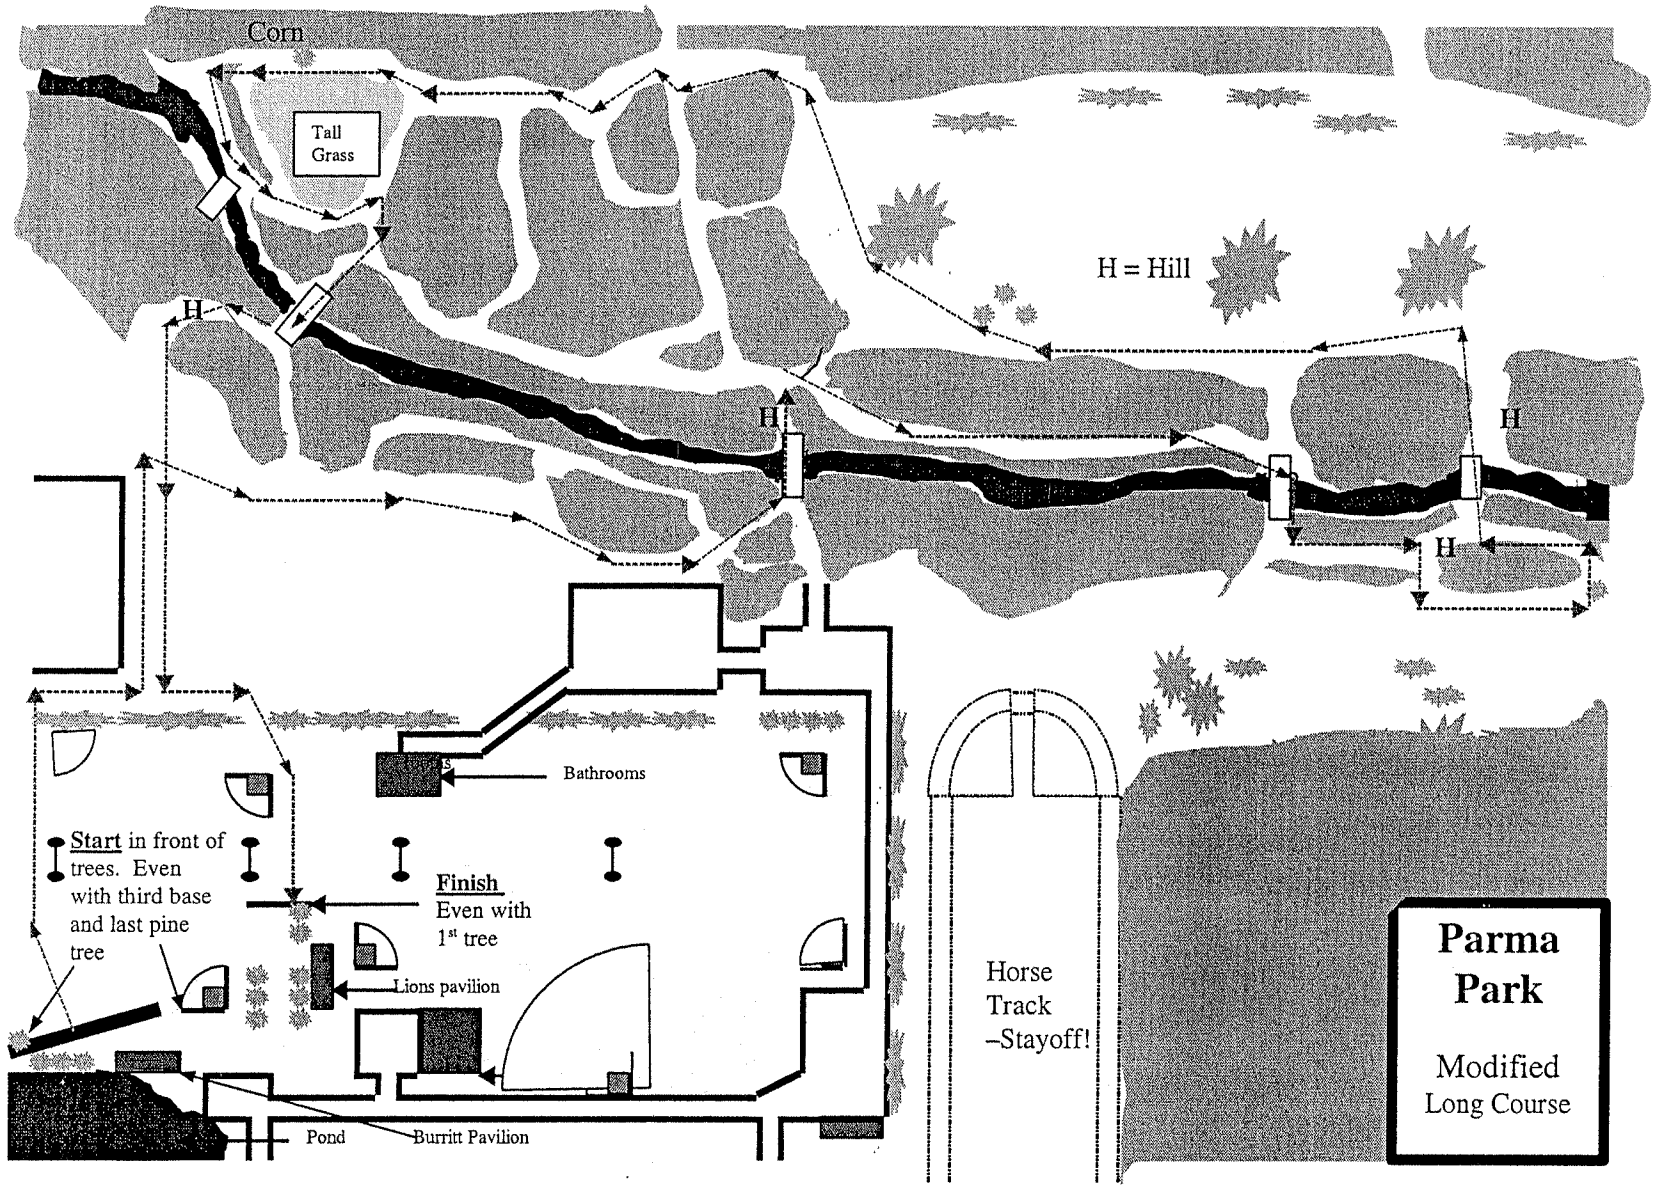 Corn
Tall
Grass
H = Hill
H
H
H
H
s
Bathrooms
Start in front of
trees. Even
with third base
and last pine
tree
Finish
Even with
1st tree
Lions pavilion
Horse
Track
–Stayoff!
Pond
Burritt Pavilion
Parma
Park
Modified
Long Course